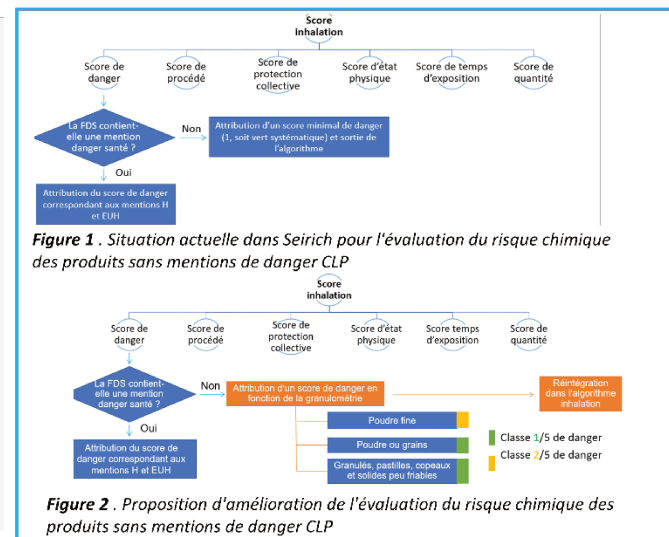 Score
inhalation
Score de
danger
Score de
procédé
Score de
protection
collective
Score d'état
physique
Score de temps
d'exposition
Score de
quantité
La FDS contient-
elle une mention
danger santé ?
Non
Attribution d'un score minimal de danger
(1, soit vert systématique) et sortie de
l'algorithme
Oui
Attribution du score de danger
correspondant aux mentions H
et EUH
Figure 1 . Situation actuelle dans Seirich pour l'évaluation du risque chimique
des produits sans mentions de danger CLP
Score
inhalation
Score de
danger
Score de
procédé
Score de
protection
collective
Score d'état
physique
Score temps
d'exposition
Score de
quantité
La FDS contient-
elle une mention
danger santé ?
Non
Attribution d'un score de danger en
fonction de la granulométrie
Réintégration
dans l'algorithme
inhalation
Oui
Poudre fine
Attribution du score de
danger correspondant aux
mentions H et EUH
Poudre ou grains
Granulés, pastilles, copeaux
et solides peu friables
Classe 1/5 de danger
Classe 2/5 de danger
Figure 2 . Proposition d'amélioration de l'évaluation du risque chimique des
produits sans mentions de danger CLP